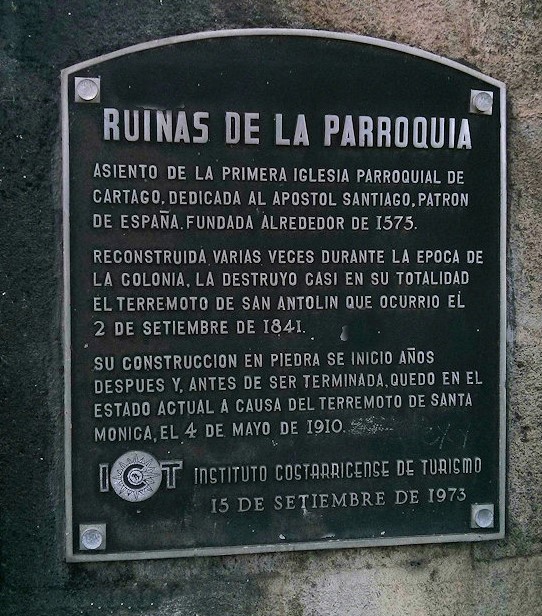 RUINAS DE LA PARROQUIA
ASIENTO DE LA PRIMERA IGLESIA PARROQUIAL DE
CARTAGO, DEDICADA AL APOSTOL SANTIAGO, PATRON
DE ESPAÑA. FUNDADA ALREDEDOR DE 1575.
RECONSTRUIDA VARIAS VECES DURANTE LA EPOCA DE
LA COLONIA, LA DESTRUYO CASI EN SU TOTALIDAD
EL TERREMOTO DE SAN ANTOLIN QUE OCURRIO EL
2 DE SETIEMBRE DE 1841.
SU CONSTRUCCION EN PIEDRA SE INICIO AÑOS
DESPUES Y, ANTES DE SER TERMINADA, QUEDO EN EL
ESTADO ACTUAL A CAUSA DEL TERREMOTO DE SANTA
MONICA, EL 4 DE MAYO DE 1910.
ICT INSTITUTO COSTARRICENSE DE TURISMO
15 DE SETIEMBRE DE 1973